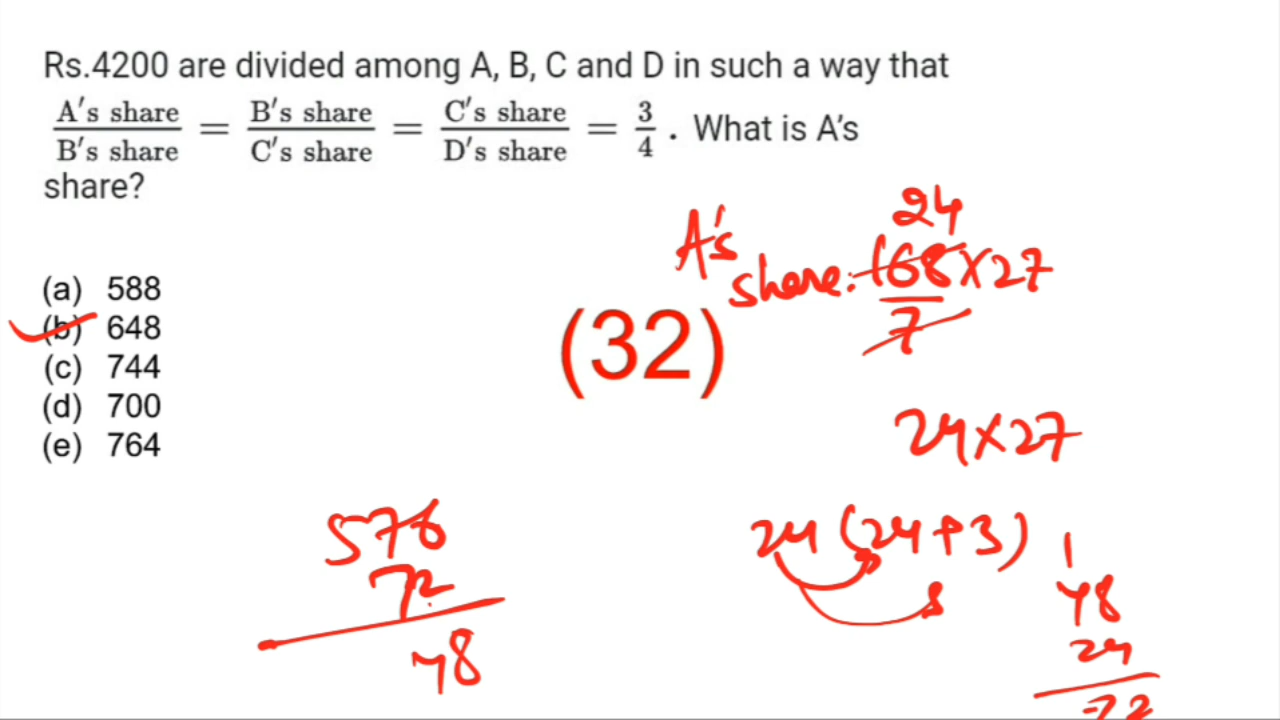 Rs.4200 are divided among A, B, C and D in such a way that
A′s share / B′s share = B′s share / C′s share = C′s share / D′s share = 3/4 . What is A’s
share?
(a) 588
(b) 648
(c) 744
(d) 700
(e) 764
(32)
24
A's share: 168 × 27
7
24×27
24 (24+3)
1
48
24
72
576
72
48